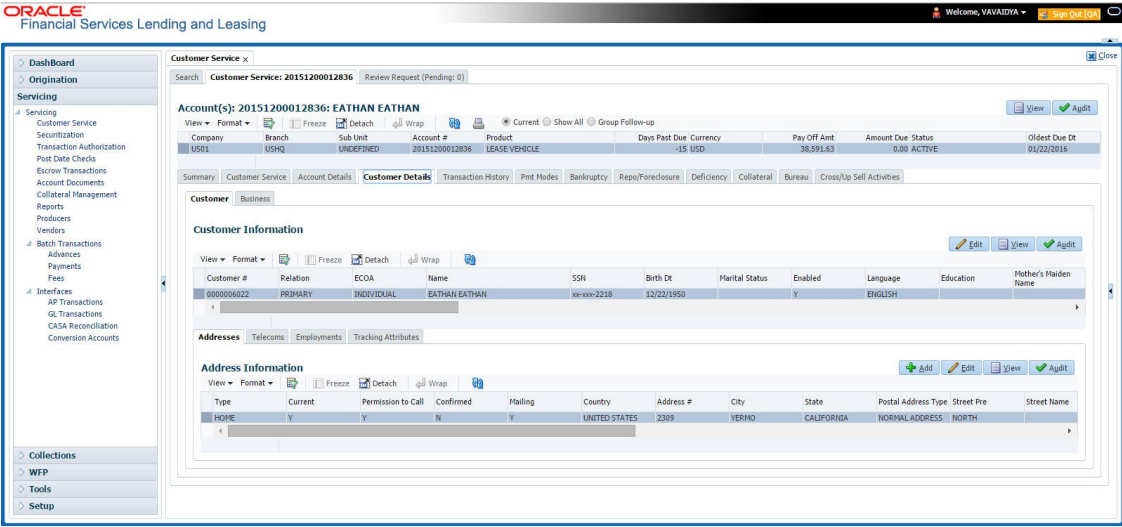 ORACLE'
Financial Services Lending and Leasing
Welcome, VAVAIDYA
Sign Out [QA]
Close
DashBoard
Origination
Servicing
Servicing
Customer Service
Securitization
Transaction Authorization
Post Date Checks
Escrow Transactions
Account Documents
Collateral Management
Reports
Producers
Vendors
Batch Transactions
Advances
Payments
Fees
Interfaces
AP Transactions
GL Transactions
CASA Reconciliation
Conversion Accounts
Collections
WFP
Tools
Setup
Customer Service x
Search Customer Service: 20151200012836 Review Request (Pending: 0)
Account(s): 20151200012836: EATHAN EATHAN
View Audit
View Format Freeze Detach Wrap Current Show All Group Follow-up
Company Branch Sub Unit Account # Product Days Past Due Currency Pay Off Amt Amount Due Status Oldest Due Dt
US01 USHQ UNDEFINED 20151200012836 LEASE VEHICLE -15 USD 38,591.63 0.00 ACTIVE 01/22/2016
Summary Customer Service Account Details Customer Details Transaction History Pmt Modes Bankruptcy Repo/Foreclosure Deficiency Collateral Bureau Cross/Up Sell Activities
Customer Business
Customer Information
Edit View Audit
View Format Freeze Detach Wrap
Customer # Relation ECOA Name SSN Birth Dt Marital Status Enabled Language Education Mother's Maiden Name
0000006022 PRIMARY INDIVIDUAL EATHAN EATHAN xx-xxx-2218 12/22/1950 Y ENGLISH
Addresses Telecoms Employments Tracking Attributes
Address Information
Add Edit View Audit
View Format Freeze Detach Wrap
Type Current Permission to Call Confirmed Mailing Country Address # City State Postal Address Type Street Pre Street Name
HOME Y Y N Y UNITED STATES 2309 YERMO CALIFORNIA NORMAL ADDRESS NORTH